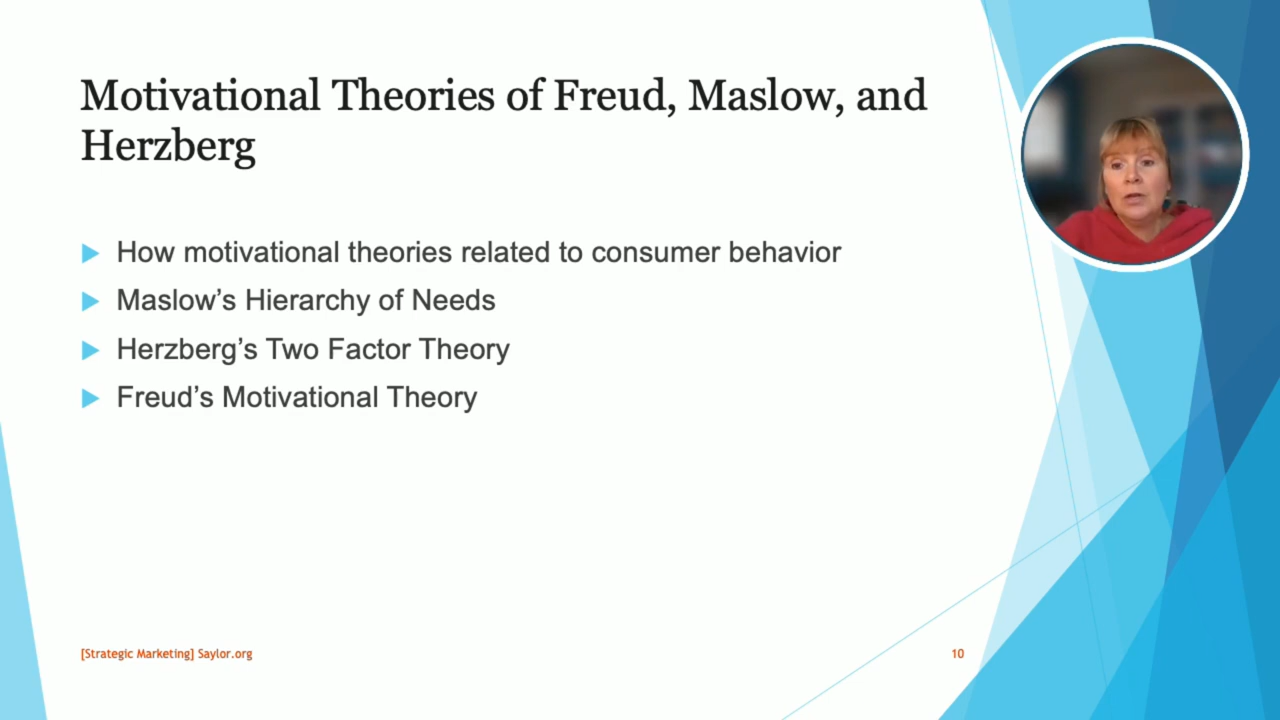 Motivational Theories of Freud, Maslow, and
Herzberg
How motivational theories related to consumer behavior
Maslow’s Hierarchy of Needs
Herzberg’s Two Factor Theory
Freud’s Motivational Theory
[Strategic Marketing] Saylor.org
10